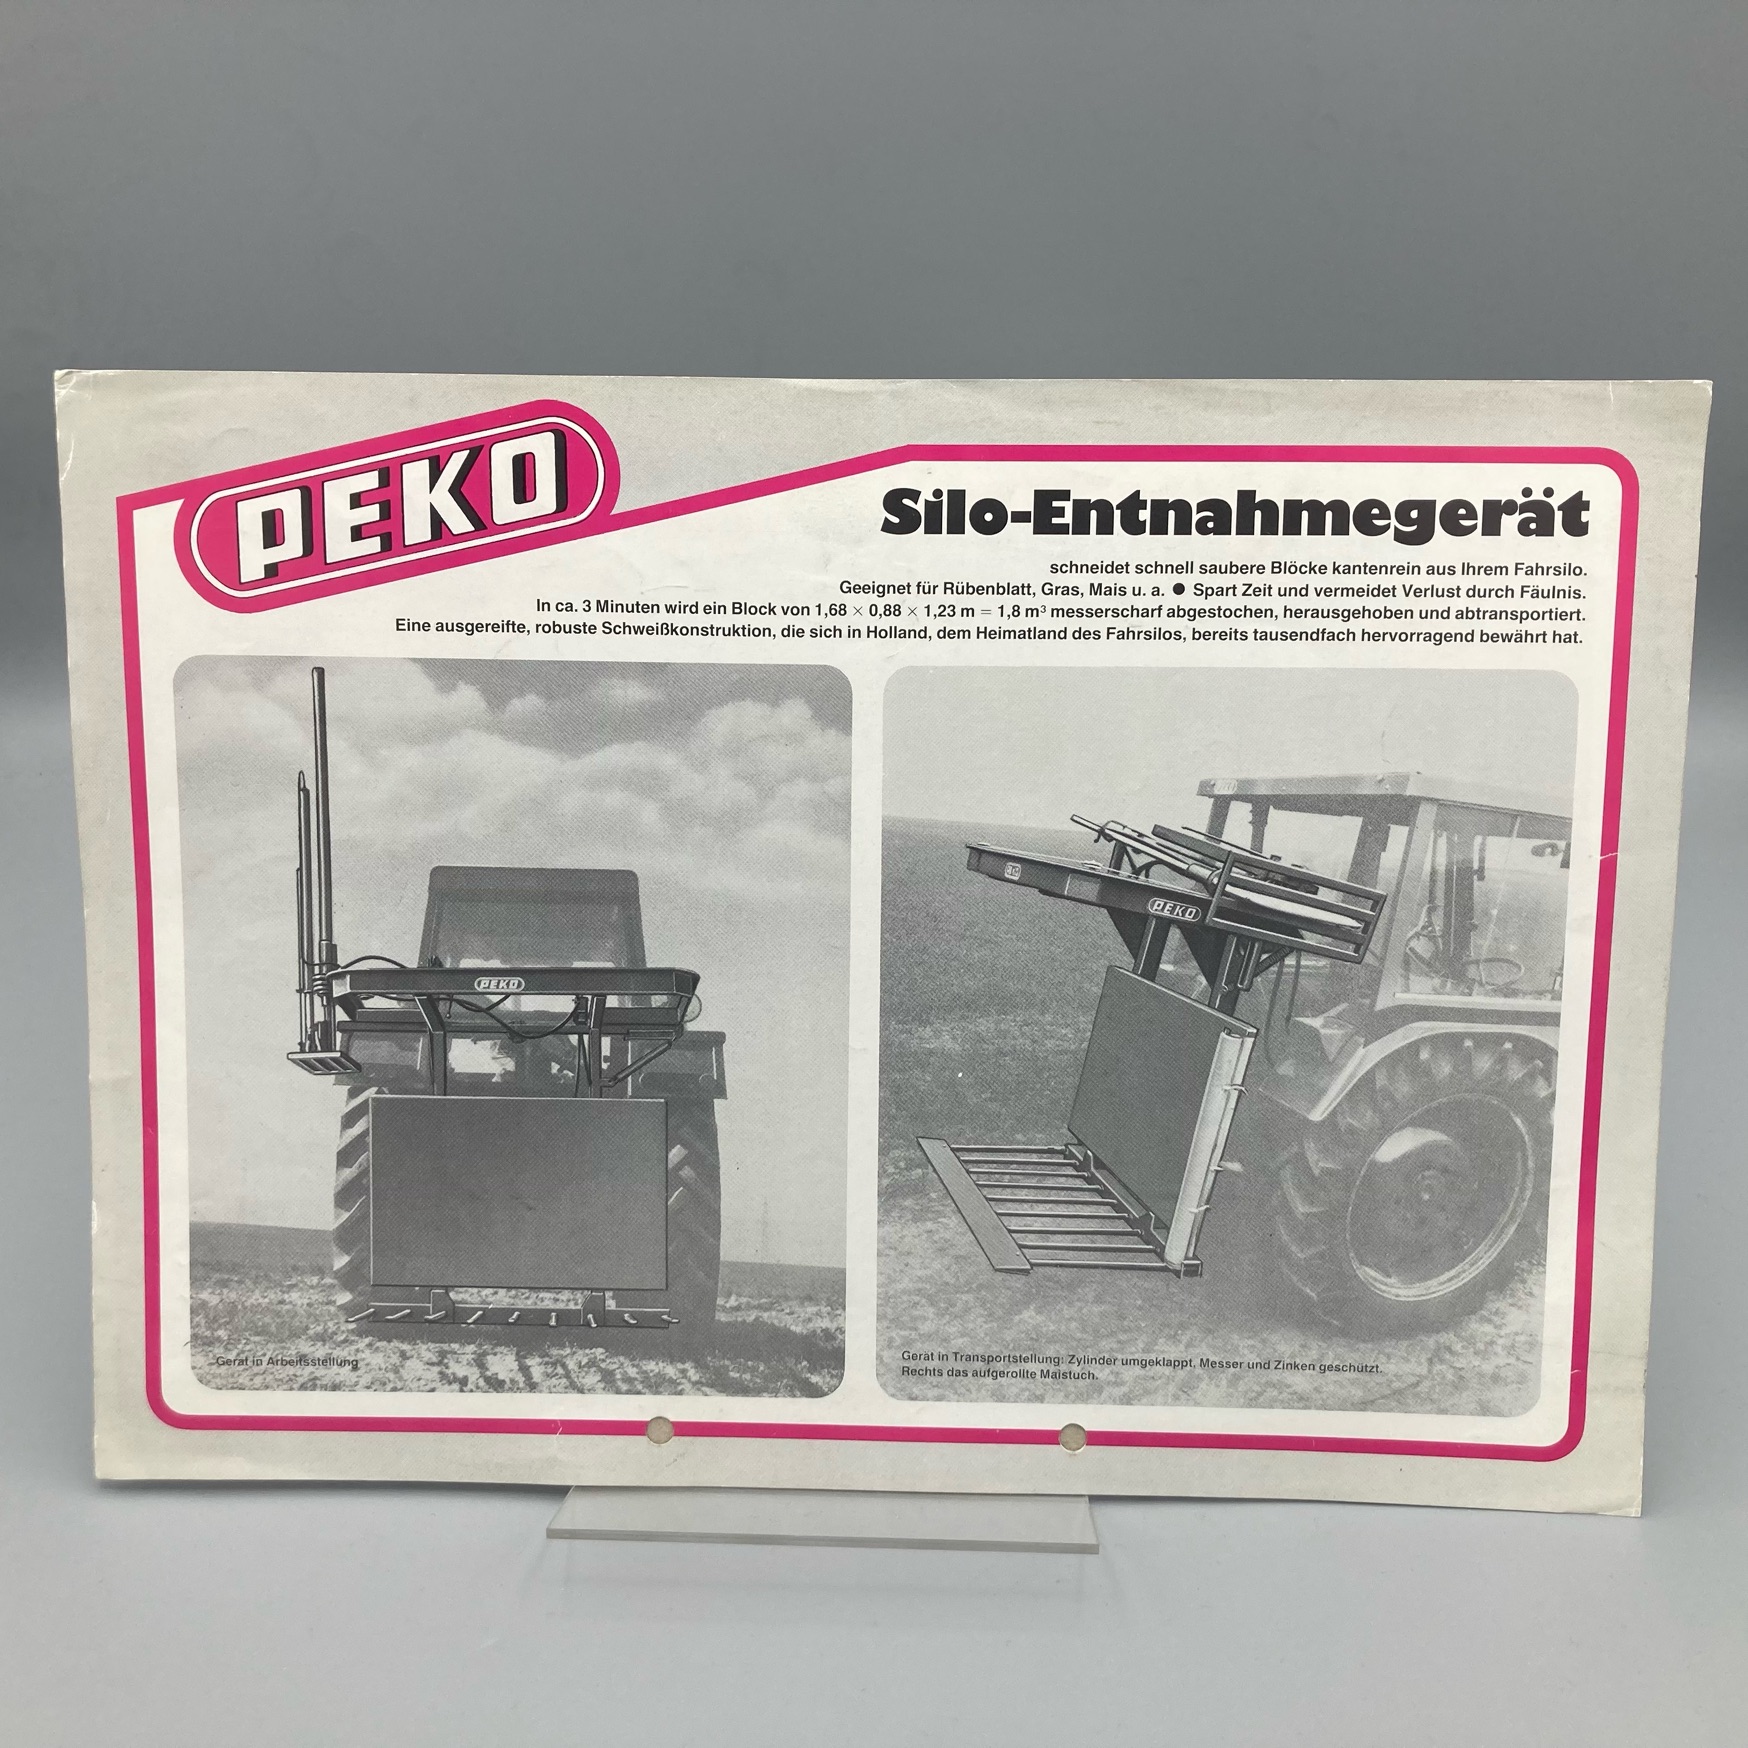 PEKO
Silo-Entnahmegerät
schneidet schnell saubere Blöcke kantenrein aus Ihrem Fahrsilo.
Geeignet für Rübenblatt, Gras, Mais u. a. ● Spart Zeit und vermeidet Verlust durch Fäulnis.
In ca. 3 Minuten wird ein Block von 1,68 × 0,88 × 1,23 m = 1,8 m³ messerscharf abgestochen, herausgehoben und abtransportiert.
Eine ausgereifte, robuste Schweißkonstruktion, die sich in Holland, dem Heimatland des Fahrsilos, bereits tausendfach hervorragend bewährt hat.
PEKO
PEKO
Gerät in Arbeitsstellung
Gerät in Transportstellung: Zylinder umgeklappt, Messer und Zinken geschützt.
Rechts das aufgerollte Maistuch.